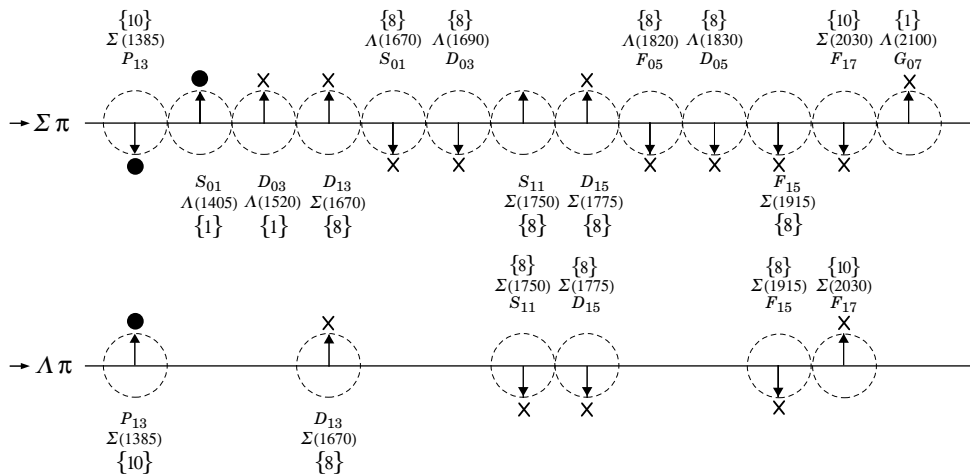 {10} {8} {8} {8} {8} {10} {1}
Σ(1385) Λ(1670) Λ(1690) Λ(1820) Λ(1830) Σ(2030) Λ(2100)
P₁₃ S₀₁ D₀₃ F₀₅ D₀₅ F₁₇ G₀₇
Σ π
S₀₁ D₀₃ D₁₃ S₁₁ D₁₅ F₁₅
Λ(1405) Λ(1520) Σ(1670) Σ(1750) Σ(1775) Σ(1915)
{1} {1} {8} {8} {8} {8}
{8} {8} {8} {10}
Σ(1750) Σ(1775) Σ(1915) Σ(2030)
S₁₁ D₁₅ F₁₅ F₁₇
Λ π
P₁₃ D₁₃
Σ(1385) Σ(1670)
{10} {8}